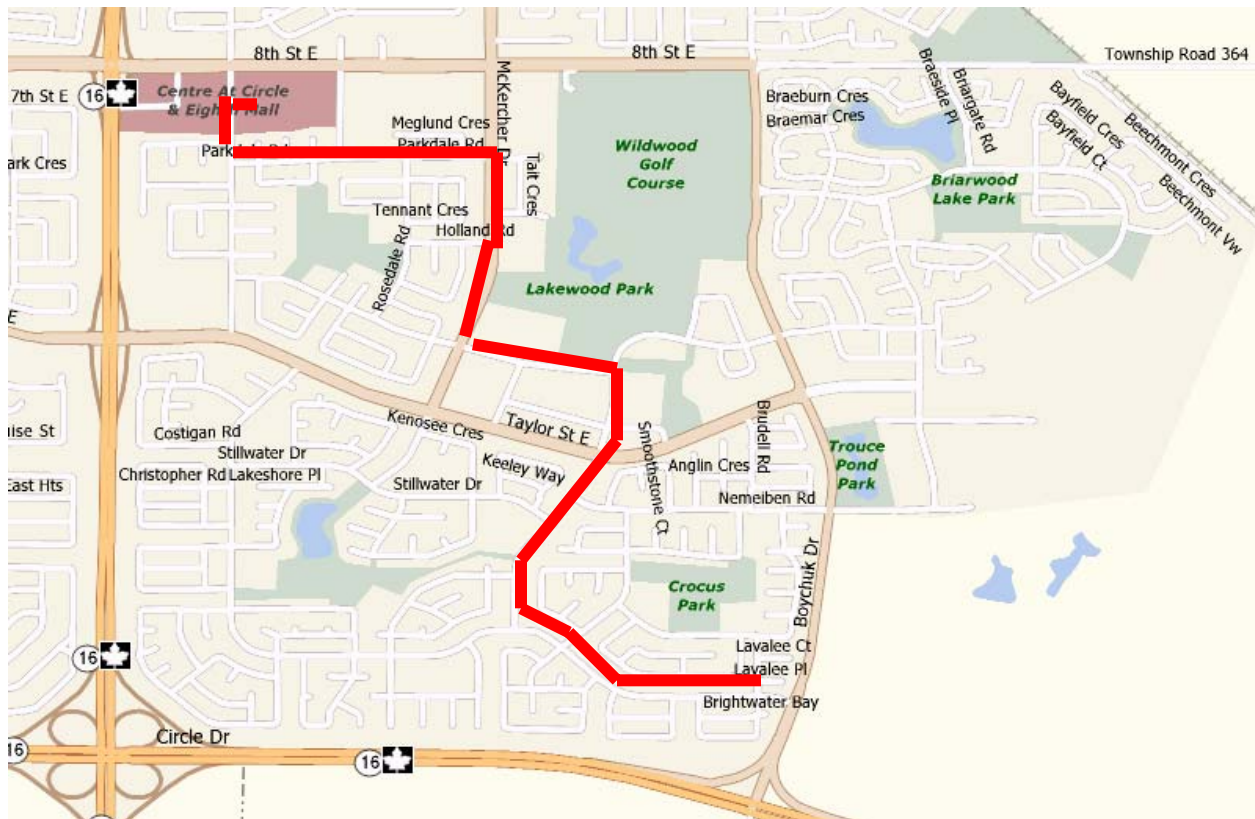 8th St E
8th St E
Township Road 364
McKercher Dr
Braeside Pl
Briargate Rd
7th St E
16
Centre At Circle
& Eighth Mall
Braeburn Cres
Braemar Cres
Bayfield Cres
Bayfield Ct
Beechmont Cres
Beechmont Vw
Meglund Cres
Parkdale Rd
ark Cres
Tait Cres
Wildwood
Golf
Course
Briarwood
Lake Park
Tennant Cres
Holland Rd
Rosedale Rd
Lakewood Park
E
Kenosee Cres
Taylor St E
Smoothstone Ct
Brudell Rd
Costigan Rd
ise St
Stillwater Dr
Christopher Rd
Lakeshore Pl
Keeley Way
Anglin Cres
Trouce
Pond
Park
East Hts
Stillwater Dr
Nemeiben Rd
Boychuk Dr
Crocus
Park
Lavalee Ct
16
Lavalee Pl
Brightwater Bay
Circle Dr
16
16